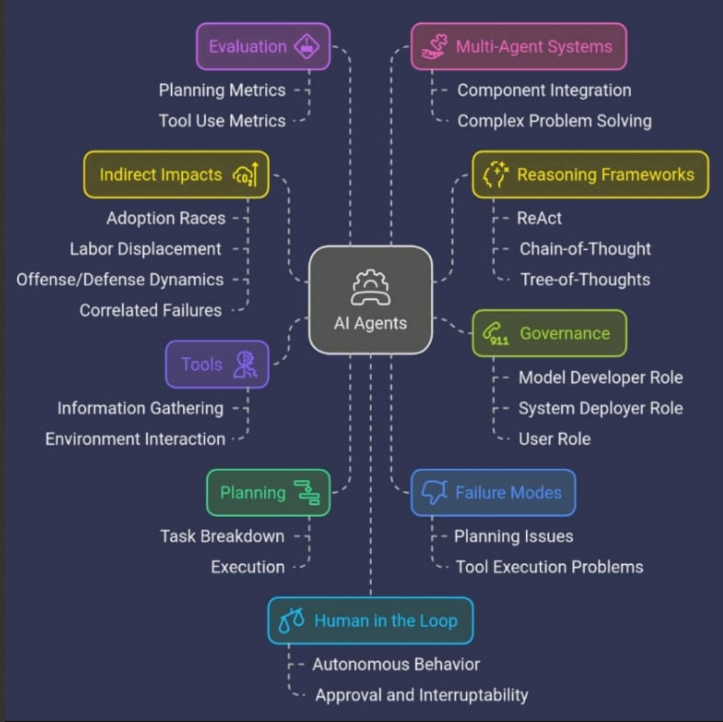 Evaluation
Planning Metrics
Tool Use Metrics
Multi-Agent Systems
Component Integration
Complex Problem Solving
Indirect Impacts
CO₂
Adoption Races
Labor Displacement
Offense/Defense Dynamics
Correlated Failures
Reasoning Frameworks
ReAct
Chain-of-Thought
Tree-of-Thoughts
AI Agents
Tools
Information Gathering
Environment Interaction
Governance
911
Model Developer Role
System Deployer Role
User Role
Planning
Task Breakdown
Execution
Failure Modes
Planning Issues
Tool Execution Problems
Human in the Loop
Autonomous Behavior
Approval and Interruptability